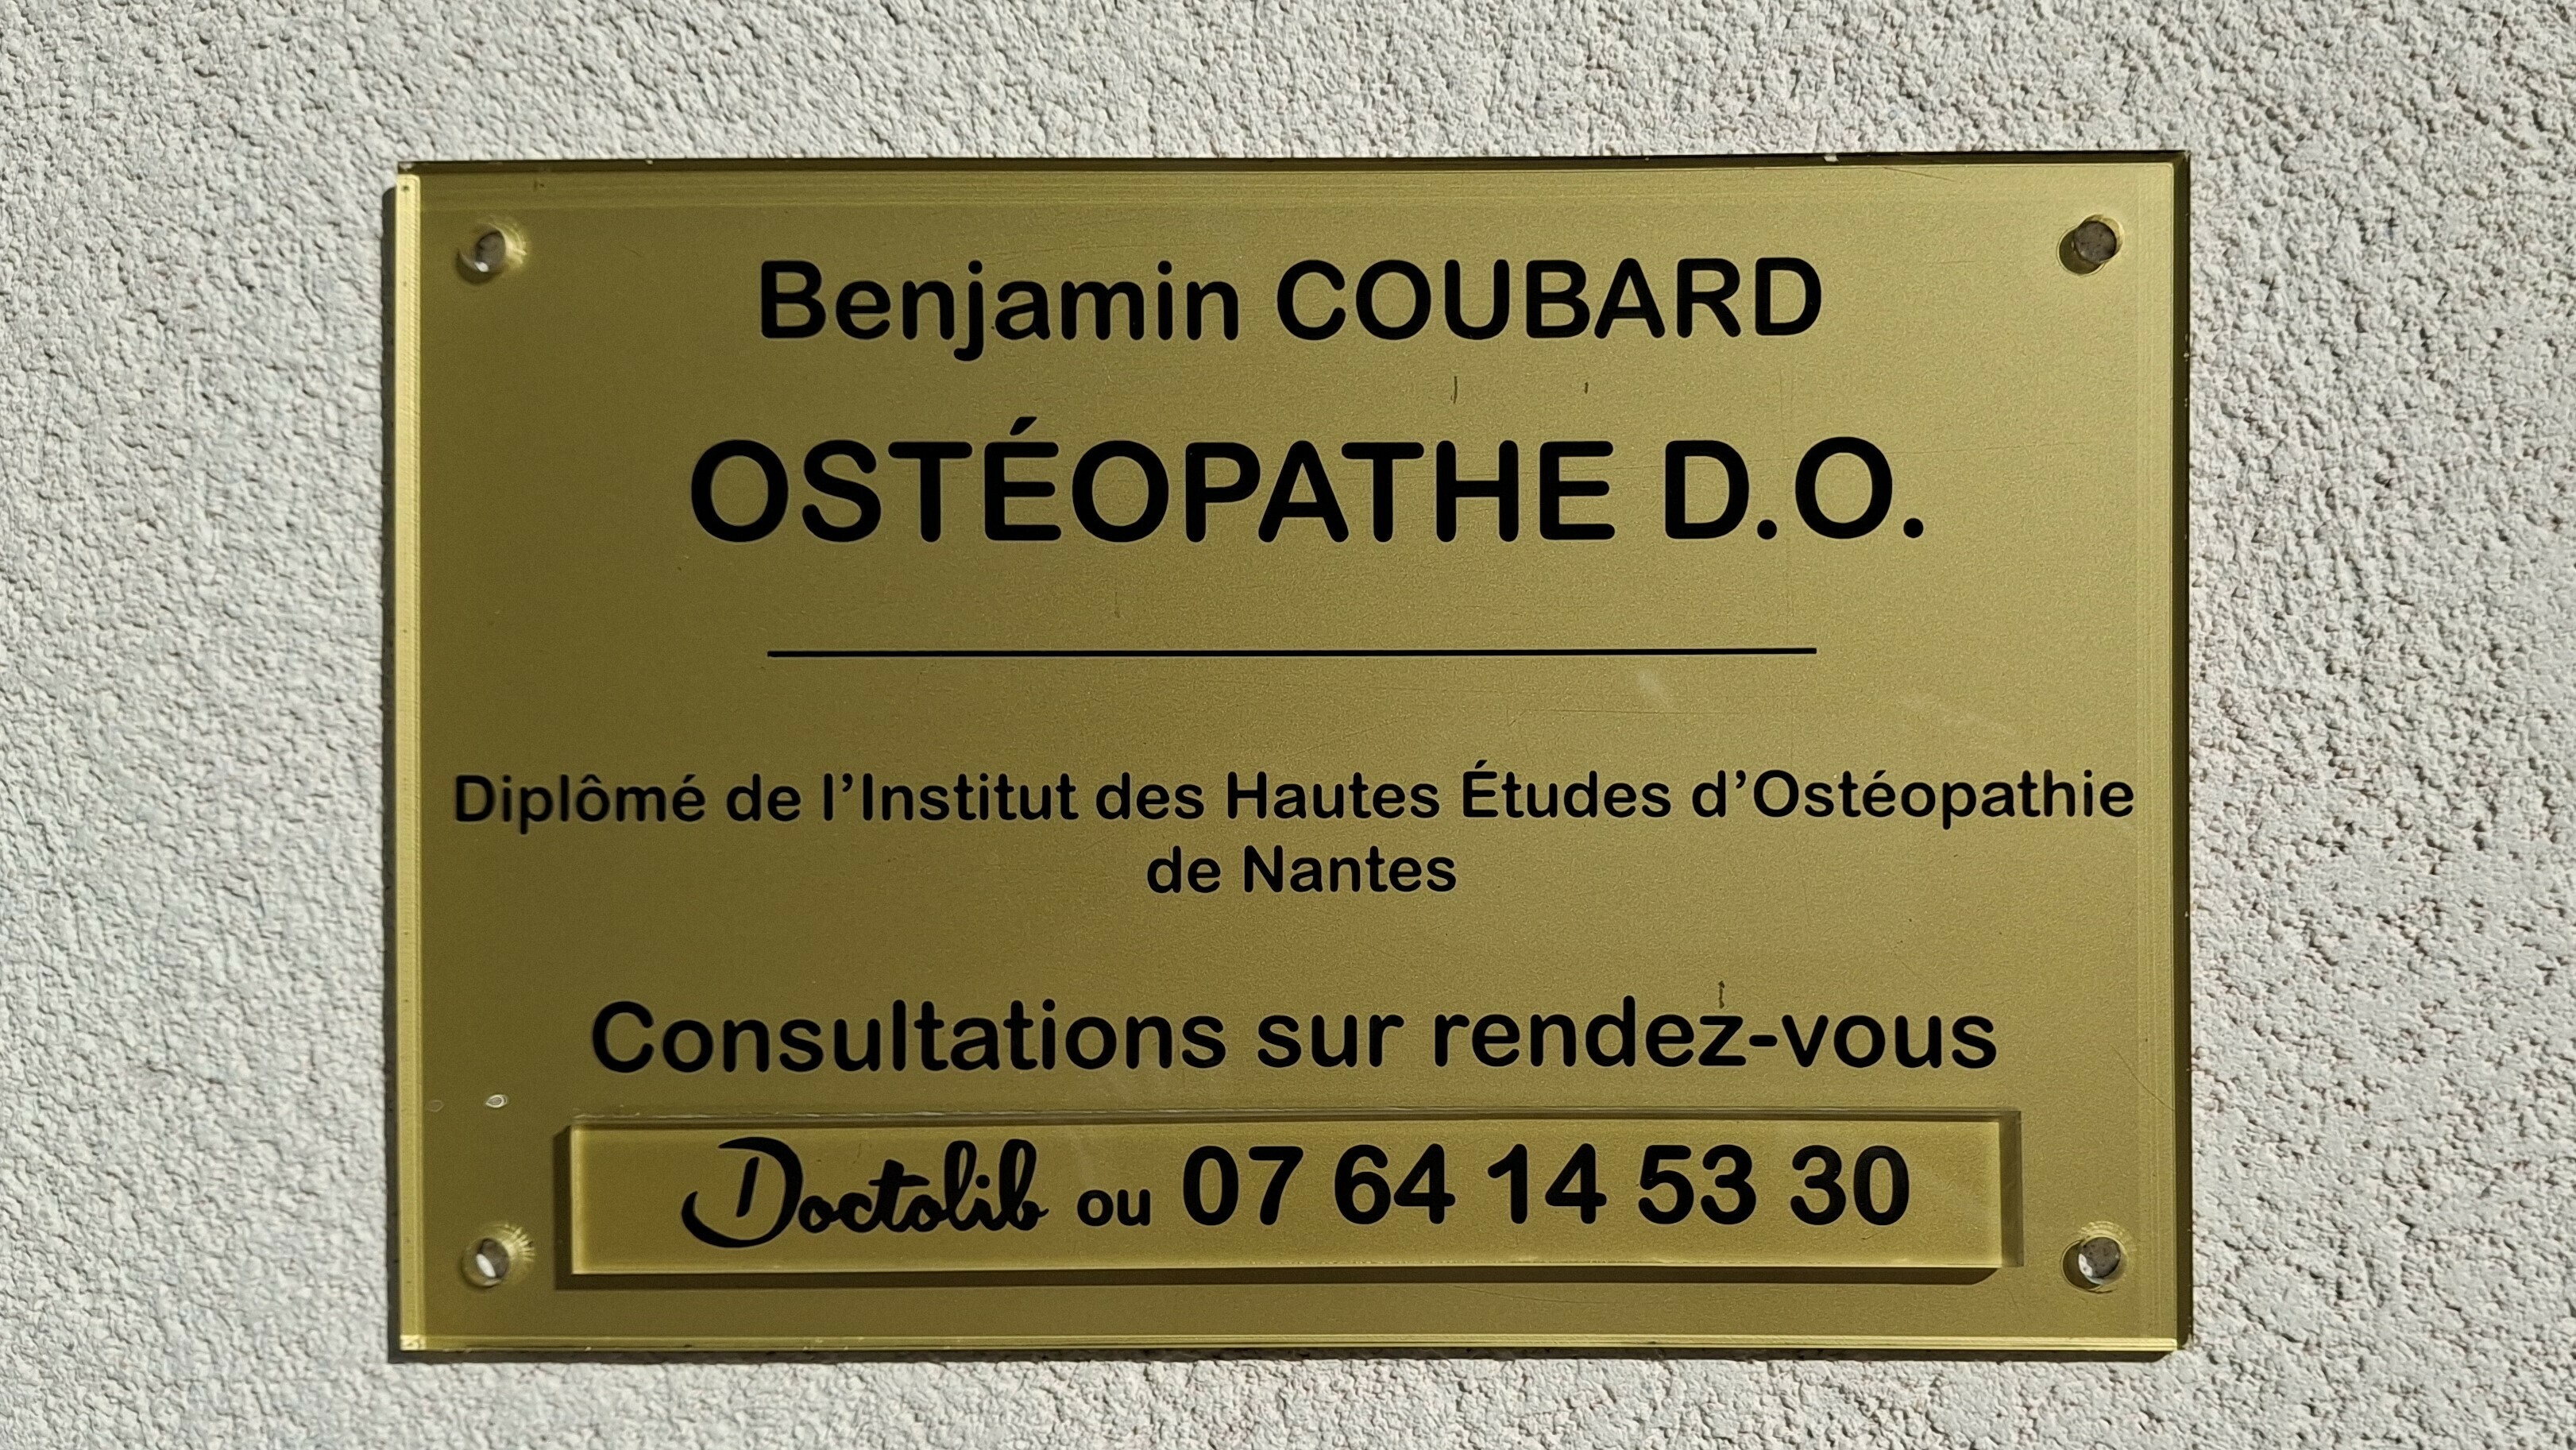 Benjamin COUBARD
OSTÉOPATHE D.O.
Diplômé de l’Institut des Hautes Études d’Ostéopathie
de Nantes
Consultations sur rendez-vous
Doctolib ou 07 64 14 53 30